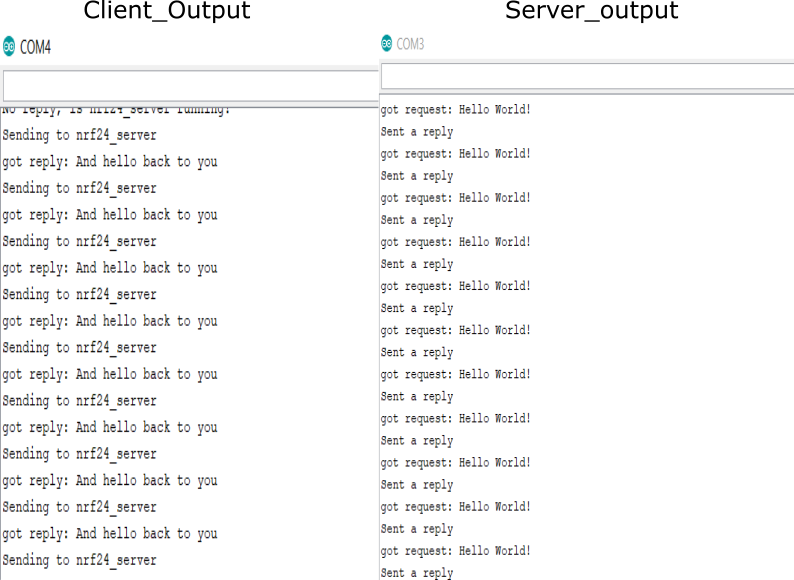 Client_Output
COM4
No reply, is nrf24_server running?
Sending to nrf24_server
got reply: And hello back to you
Sending to nrf24_server
got reply: And hello back to you
Sending to nrf24_server
got reply: And hello back to you
Sending to nrf24_server
got reply: And hello back to you
Sending to nrf24_server
got reply: And hello back to you
Sending to nrf24_server
got reply: And hello back to you
Sending to nrf24_server
got reply: And hello back to you
Sending to nrf24_server
got reply: And hello back to you
Sending to nrf24_server
Server_output
COM3
got request: Hello World!
Sent a reply
got request: Hello World!
Sent a reply
got request: Hello World!
Sent a reply
got request: Hello World!
Sent a reply
got request: Hello World!
Sent a reply
got request: Hello World!
Sent a reply
got request: Hello World!
Sent a reply
got request: Hello World!
Sent a reply
got request: Hello World!
Sent a reply
got request: Hello World!
Sent a reply
got request: Hello World!
Sent a reply